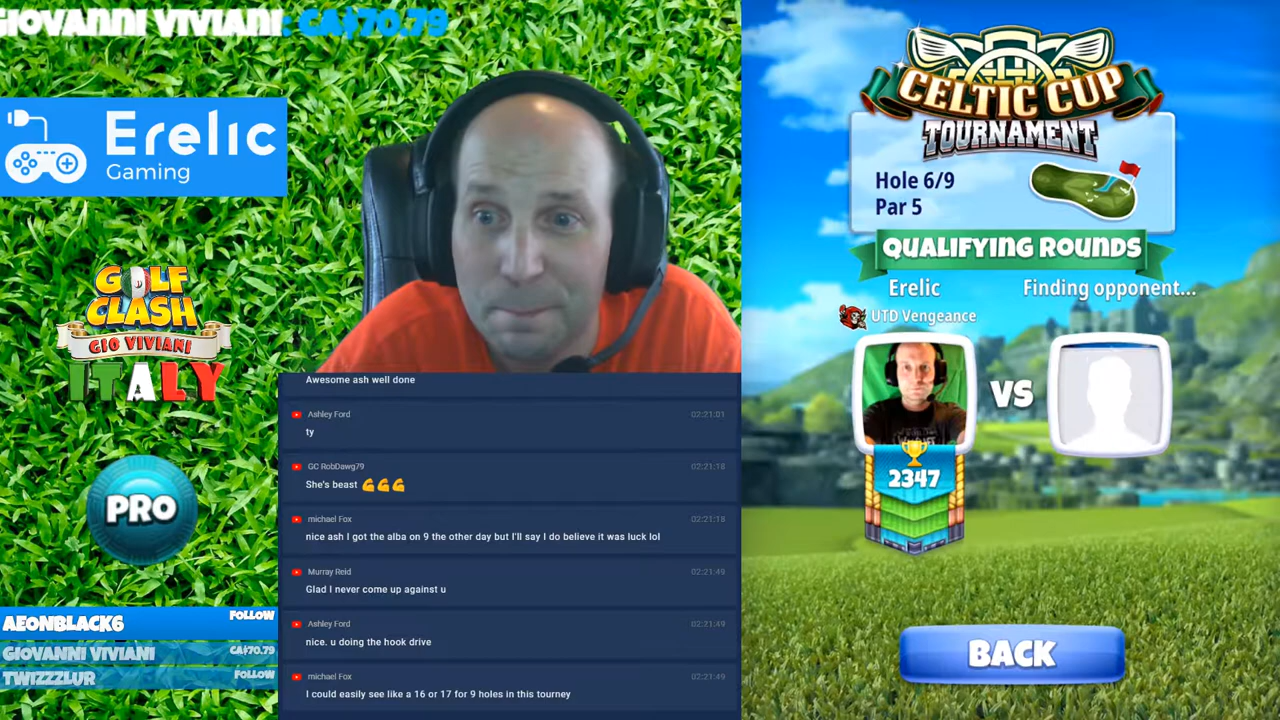 GIOVANNI VIVIANI: CA$70.79
Erelic
Gaming
GOLF
CLASH
GIO VIVIANI
ITALY
PRO
AEONBLACK6 FOLLOW
GIOVANNI VIVIANI CA$70.79
TWIZZZLUR FOLLOW
Awesome ash well done
Ashley Ford 02:21:01
ty
GC RobDawg79 02:21:18
She's beast 💪💪💪
michael Fox 02:21:18
nice ash I got the alba on 9 the other day but I'll say I do believe it was luck lol
Murray Reid 02:21:49
Glad I never come up against u
Ashley Ford 02:21:49
nice. u doing the hook drive
michael Fox 02:21:49
I could easily see like a 16 or 17 for 9 holes in this tourney
CELTIC CUP
TOURNAMENT
Hole 6/9
Par 5
QUALIFYING ROUNDS
Erelic
Finding opponent...
UTD Vengeance
VS
2347
BACK